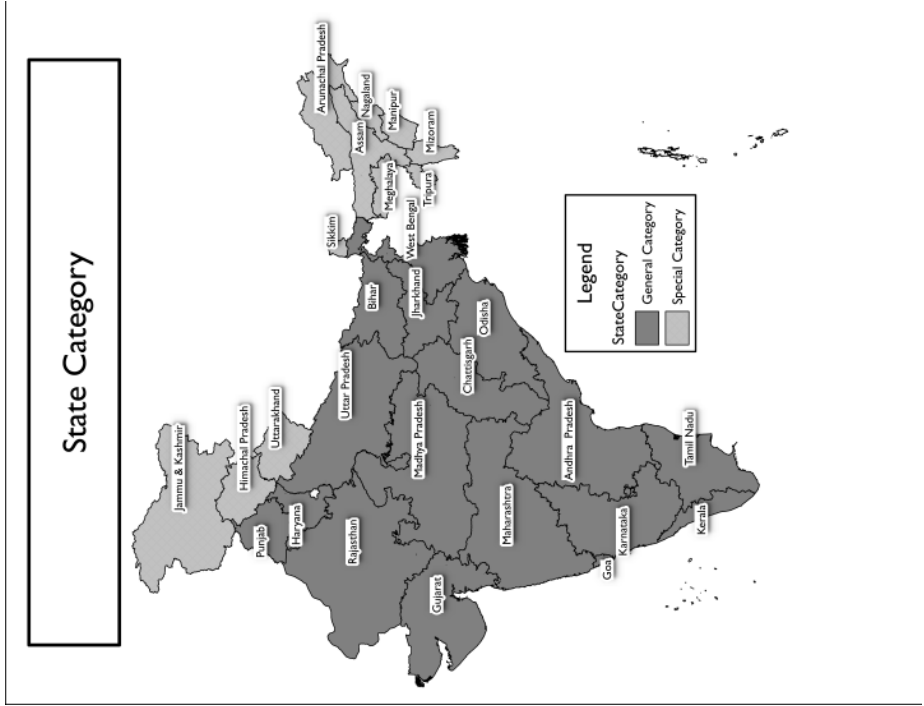 State Category
Jammu & Kashmir
Himachal Pradesh
Uttarakhand
Punjab
Haryana
Rajasthan
Uttar Pradesh
Bihar
Sikkim
Arunachal Pradesh
Assam
Nagaland
Manipur
Mizoram
Meghalaya
Tripura
West Bengal
Jharkhand
Odisha
Chattisgarh
Madhya Pradesh
Gujarat
Maharashtra
Andhra Pradesh
Goa
Karnataka
Kerala
Tamil Nadu
Legend
StateCategory
General Category
Special Category